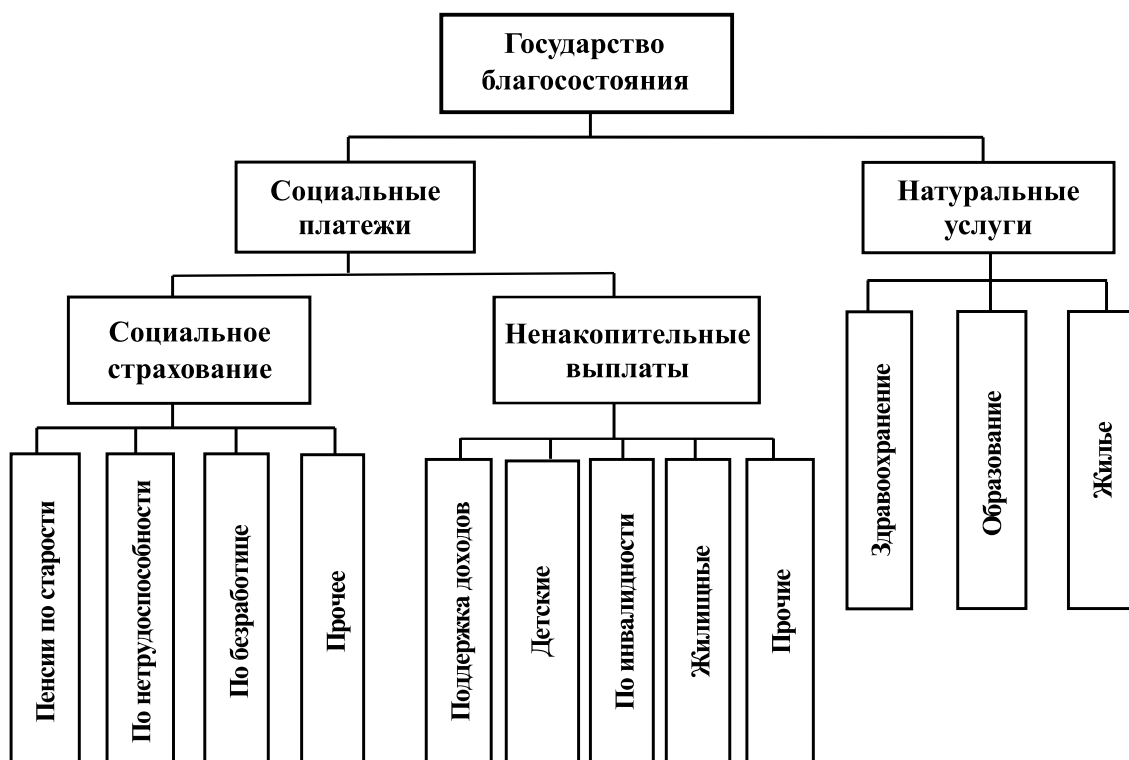 Государство
благосостояния
Социальные
платежи
Натуральные
услуги
Социальное
страхование
Ненакопительные
выплаты
Пенсии по старости
По нетрудоспособности
По безработице
Прочее
Поддержка доходов
Детские
По инвалидности
Жилищные
Прочие
Здравоохранение
Образование
Жилье